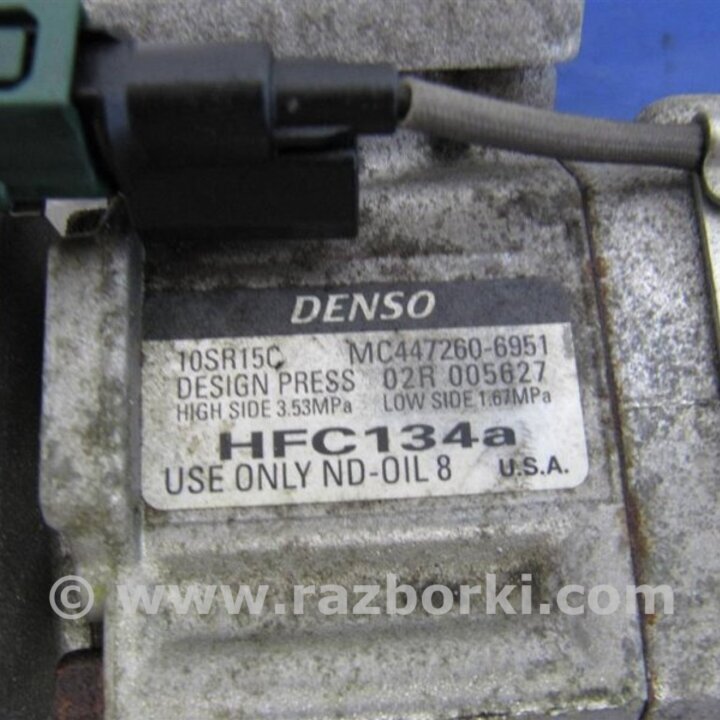 DENSO
10SR15C MC447260-6951
DESIGN PRESS 02R 005627
HIGH SIDE 3.53MPa LOW SIDE 1.67MPa
HFC134a
USE ONLY ND-OIL 8 U.S.A.
© www.razborki.com